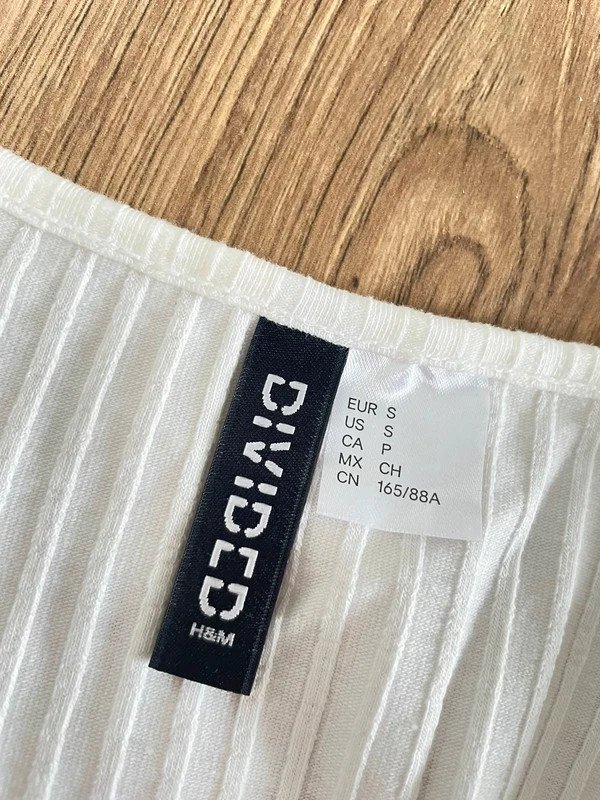 DIVIDED
H&M
EUR S
US S
CA P
MX CH
CN 165/88A